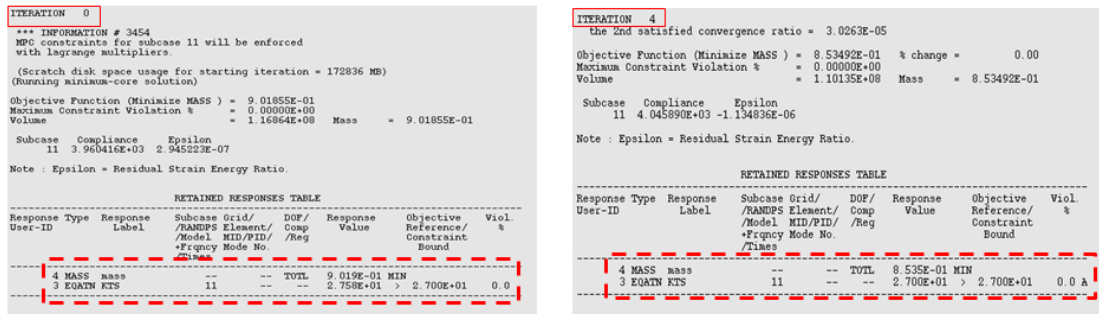 ITERATION 0
*** INFORMATION # 3454
MPC constraints for subcase 11 will be enforced
with lagrange multipliers.
(Scratch disk space usage for starting iteration = 172836 MB)
(Running minimum-core solution)
Objective Function (Minimize MASS ) = 9.01855E-01
Maximum Constraint Violation % = 0.00000E+00
Volume = 1.16864E+08 Mass = 9.01855E-01
Subcase Compliance Epsilon
11 3.960416E+03 2.945223E-07
Note : Epsilon = Residual Strain Energy Ratio.
RETAINED RESPONSES TABLE
Response Type Response Subcase Grid/ DOF/ Response Objective Viol.
User-ID Label /RANDPS Element/ Comp Value Reference/ %
/Model MID/PID/ /Reg Constraint
+Frqncy Mode No. Bound
/Times
4 MASS mass -- -- TOTL 9.019E-01 MIN
3 EQATN KTS 11 -- -- 2.758E+01 > 2.700E+01 0.0
ITERATION 4
the 2nd satisfied convergence ratio = 3.0263E-05
Objective Function (Minimize MASS ) = 8.53492E-01 % change = 0.00
Maximum Constraint Violation % = 0.00000E+00
Volume = 1.10135E+08 Mass = 8.53492E-01
Subcase Compliance Epsilon
11 4.045890E+03 -1.134836E-06
Note : Epsilon = Residual Strain Energy Ratio.
RETAINED RESPONSES TABLE
Response Type Response Subcase Grid/ DOF/ Response Objective Viol.
User-ID Label /RANDPS Element/ Comp Value Reference/ %
/Model MID/PID/ /Reg Constraint
+Frqncy Mode No. Bound
/Times
4 MASS mass -- -- TOTL 8.535E-01 MIN
3 EQATN KTS 11 -- -- 2.700E+01 > 2.700E+01 0.0 A